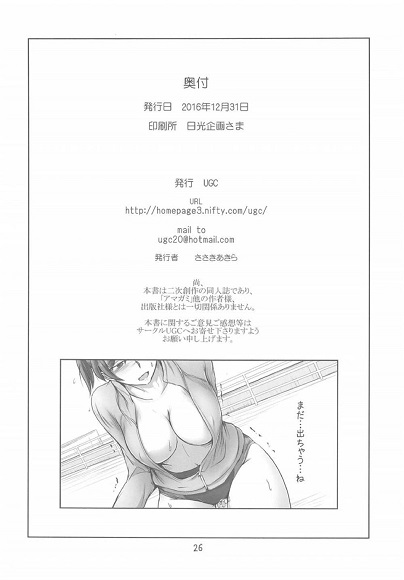 奥付
発行日　2016年12月31日
印刷所　日光企画さま
発行　UGC
URL
http://homepage3.nifty.com/ugc/
mail to
ugc20@hotmail.com
発行者　ささきあきら
尚、
本書は二次創作の同人誌であり、
「アマガミ」他の作者様、
出版社様とは一切関係ありません。
本書に関するご意見ご感想等は
サークルUGCへお寄せ下さりますよう
お願い申し上げます。
まだ…出ちゃう…ね
26